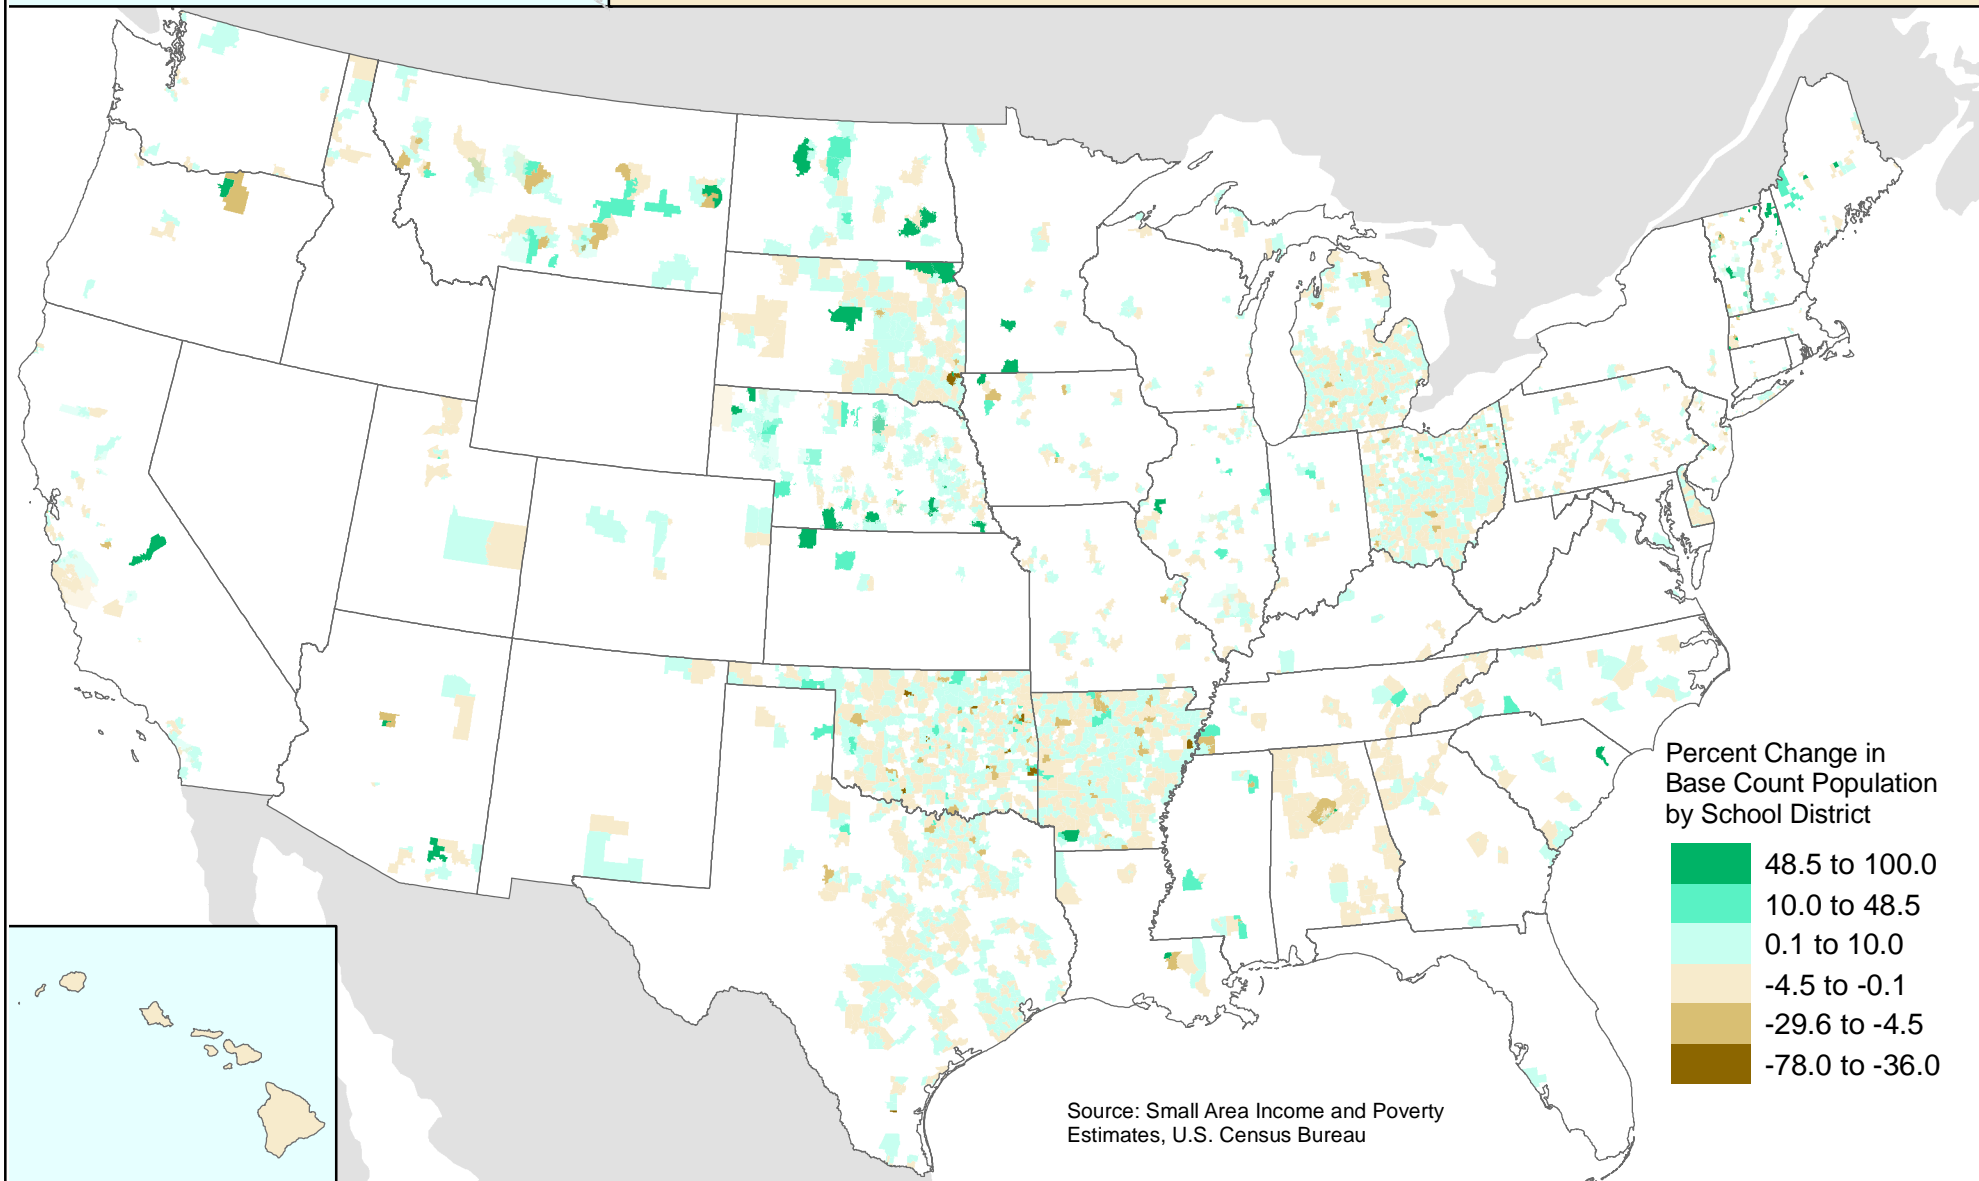 Percent Change in
Base Count Population
by School District
48.5 to 100.0
10.0 to 48.5
0.1 to 10.0
-4.5 to -0.1
-29.6 to -4.5
-78.0 to -36.0
Source: Small Area Income and Poverty
Estimates, U.S. Census Bureau